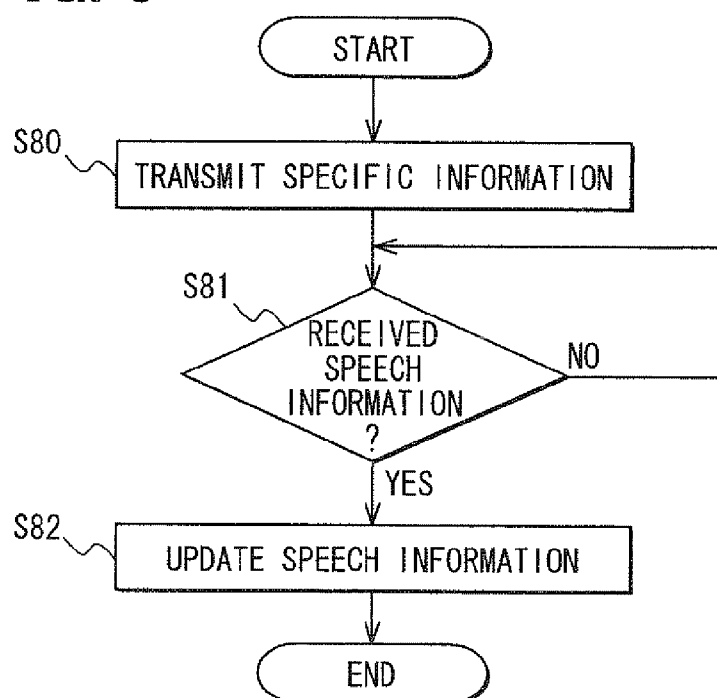 START
S80
TRANSMIT SPECIFIC INFORMATION
S81
RECEIVED
SPEECH
INFORMATION
?
NO
YES
S82
UPDATE SPEECH INFORMATION
END